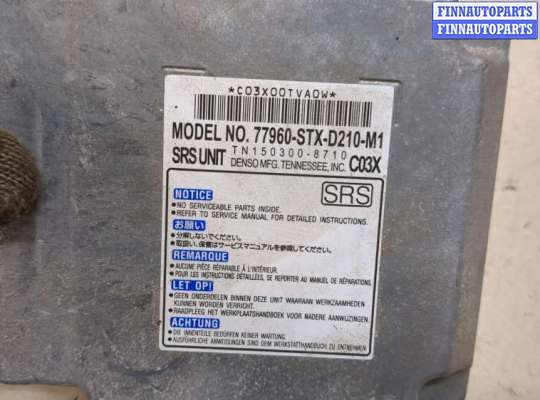 FINNAUTOPARTS
FINNAUTOPARTS
*C03X00TVA0W*
MODEL NO. 77960-STX-D210-M1
SRS UNIT TN150300-8710 C03X
DENSO MFG. TENNESSEE, INC.
NOTICE
SRS
●NO SERVICEABLE PARTS INSIDE.
●REFER TO SERVICE MANUAL FOR DETAILED INSTRUCTIONS.
お願い
●分解しないでください。
●取扱い、保管はサービスマニュアルを参照してください。
REMARQUE
●AUCUNE PIÈCE RÉPARABLE À L'INTÉRIEUR.
●POUR LES INSTRUCTIONS DÉTAILLÉES, SE REPORTER AU MANUEL DE RÉPARATIONS.
LET OP!
●GEEN ONDERDELEN BINNEN DEZE UNIT WAARAAN WERKZAAMHEDEN
KUNNEN WORDEN VERRICHT.
●RAADPLEEG HET WERKPLAATSHANDBOEK VOOR NADERE AANWIJZINGEN.
ACHTUNG
●DIE INNENTEILE BEDÜRFEN KEINER WARTUNG.
●AUSFÜHRLICHE ANWEISUNGEN SIND DEM WERKSTATTHANDBUCH ZU ENTNEHMEN.